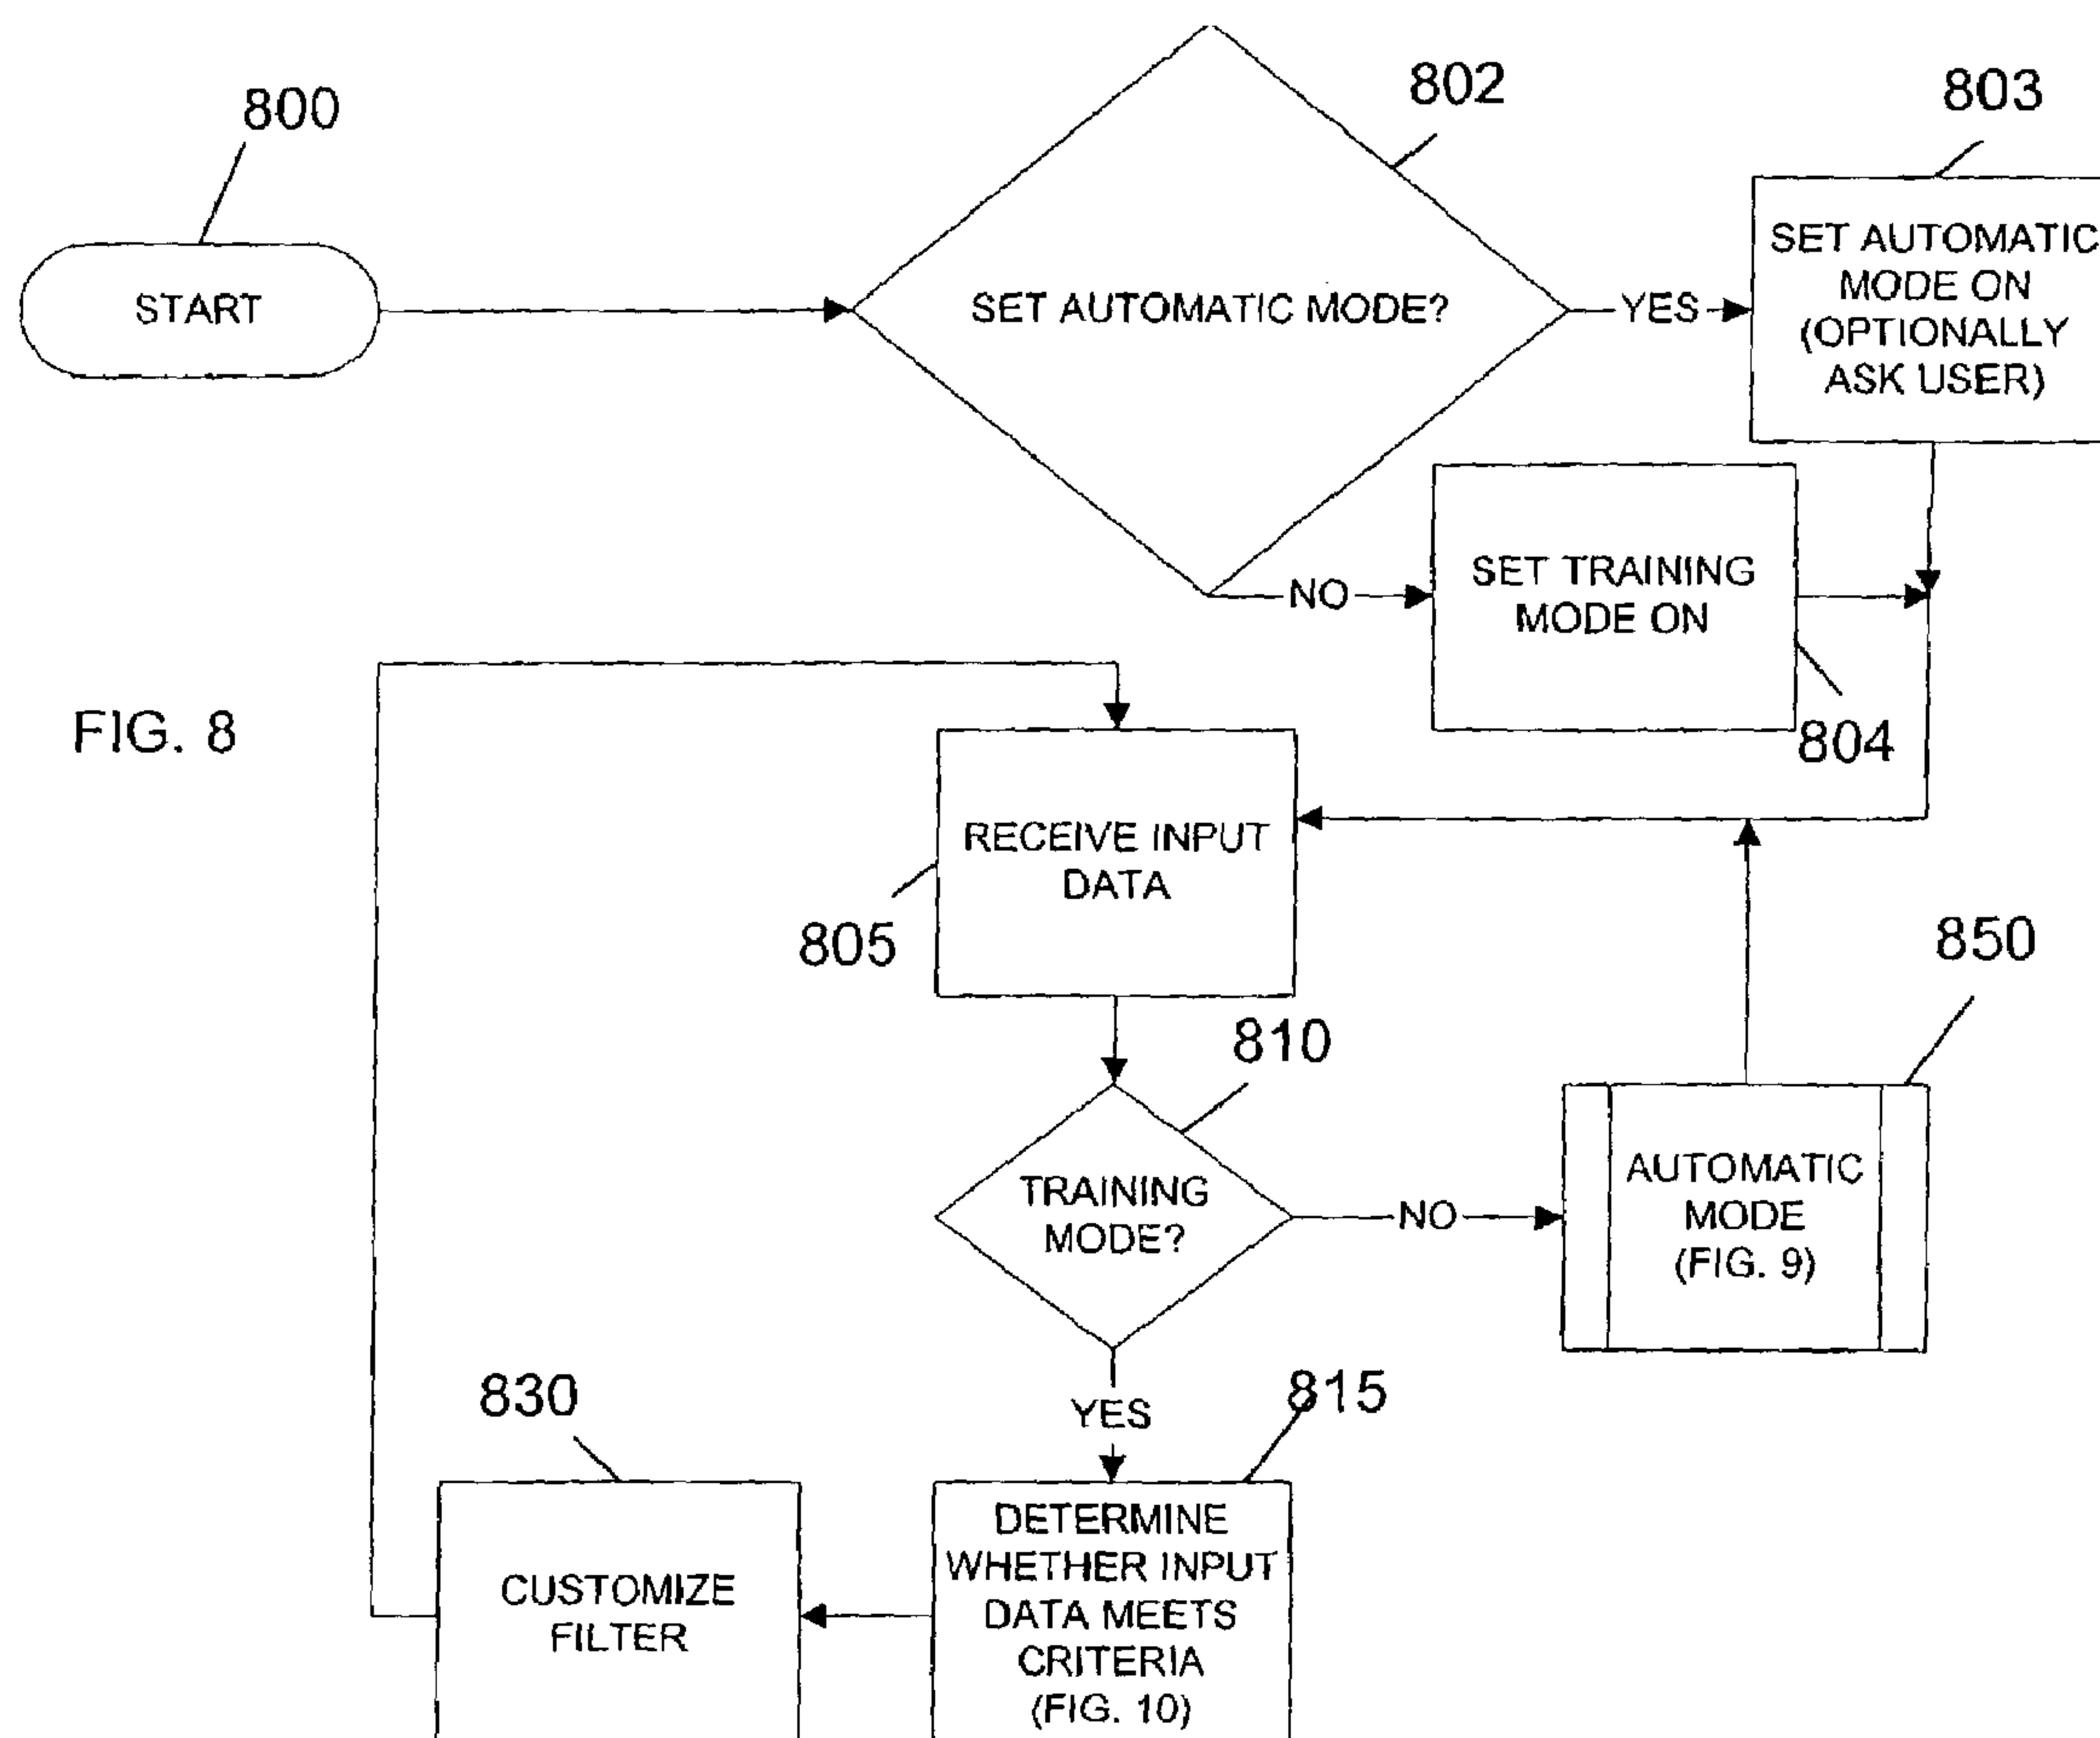 800
START
802
SET AUTOMATIC MODE?
YES
803
SET AUTOMATIC
MODE ON
(OPTIONALLY
ASK USER)
NO
SET TRAINING
MODE ON
804
FIG. 8
RECEIVE INPUT
DATA
805
810
TRAINING
MODE?
NO
850
AUTOMATIC
MODE
(FIG. 9)
YES
815
DETERMINE
WHETHER INPUT
DATA MEETS
CRITERIA
(FIG. 10)
830
CUSTOMIZE
FILTER